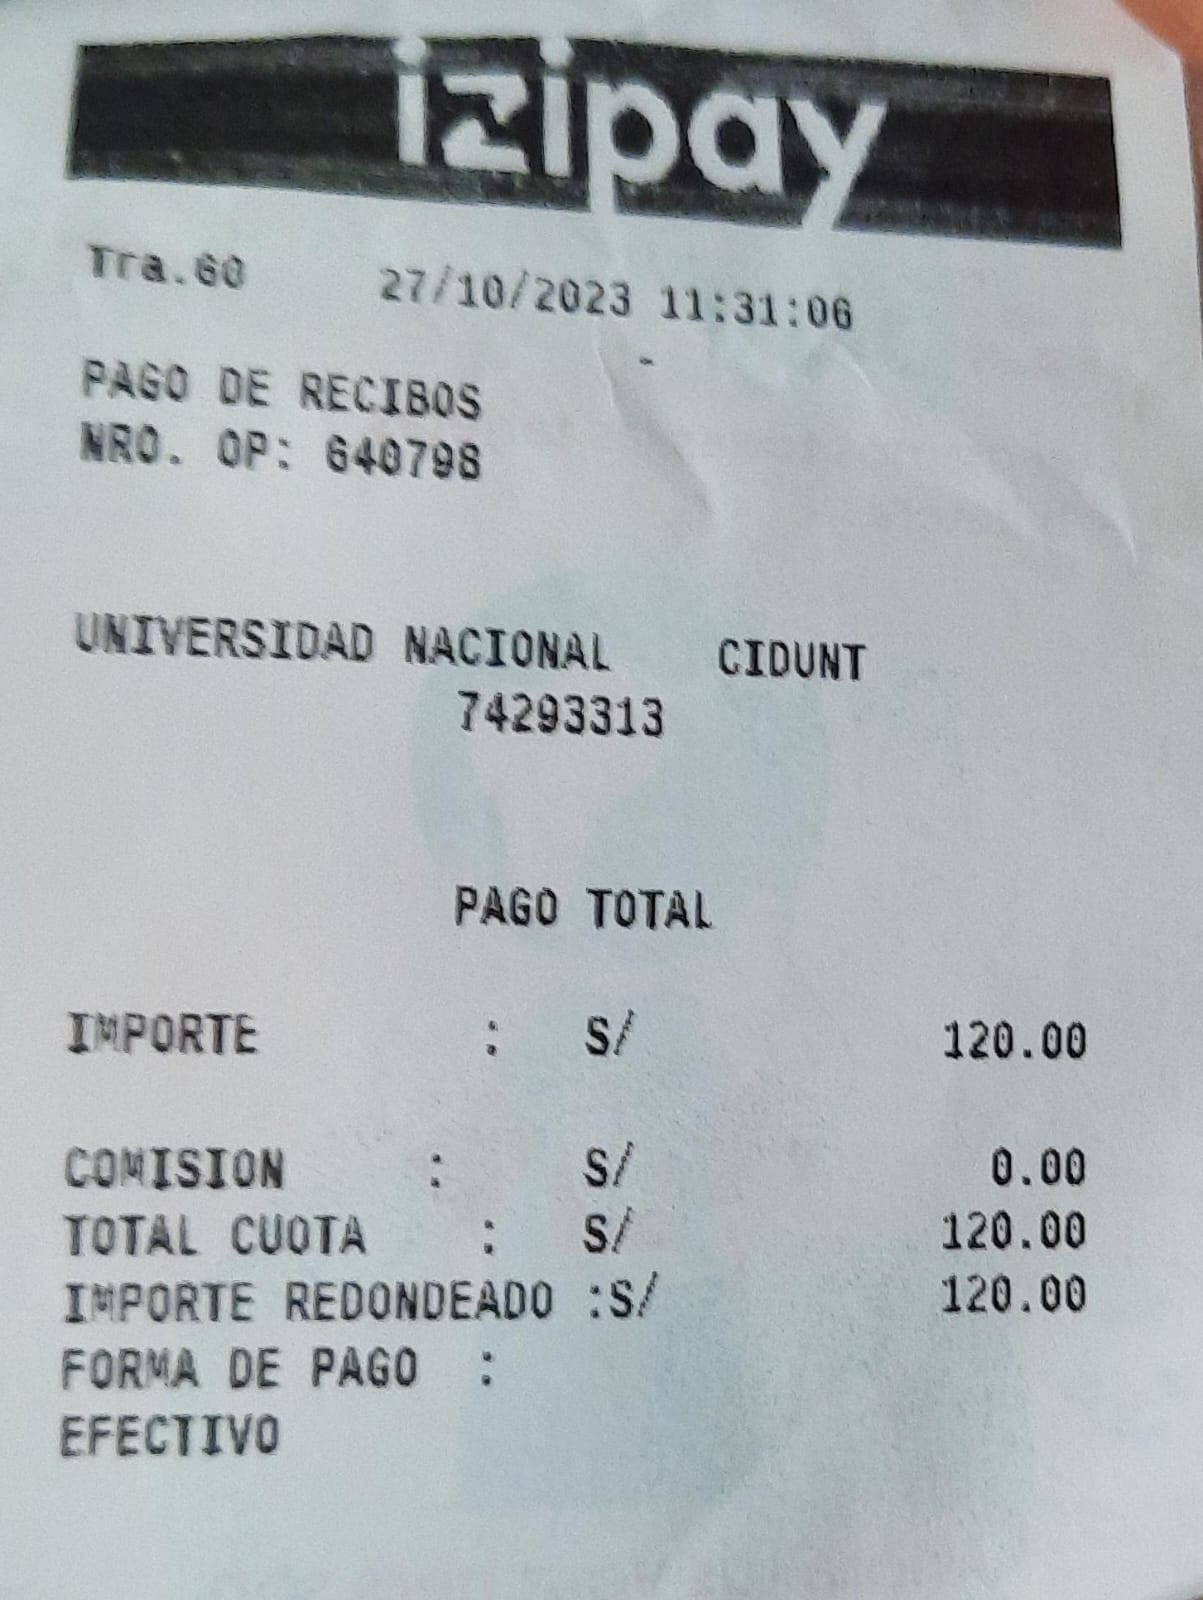 izipay
Tra.60 27/10/2023 11:31:06
PAGO DE RECIBOS
NRO. OP: 640798
UNIVERSIDAD NACIONAL CIDUNT
74293313
PAGO TOTAL
IMPORTE : S/ 120.00
COMISION : S/ 0.00
TOTAL CUOTA : S/ 120.00
IMPORTE REDONDEADO :S/ 120.00
FORMA DE PAGO :
EFECTIVO